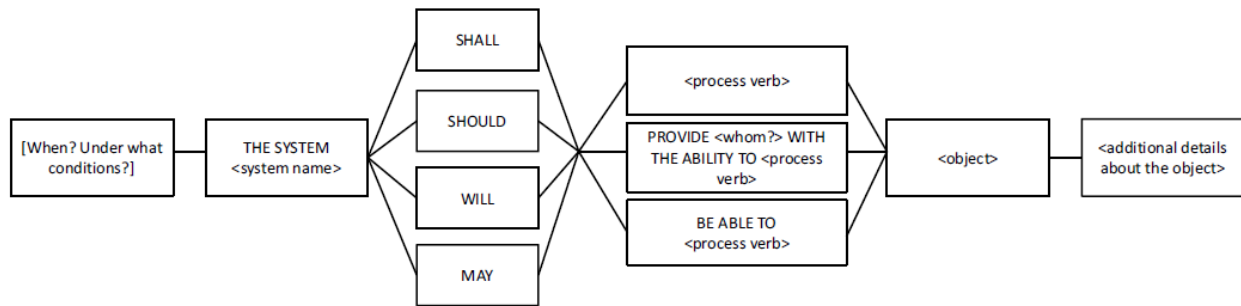 [When? Under what
conditions?]
THE SYSTEM
<system name>
SHALL
SHOULD
WILL
MAY
<process verb>
PROVIDE <whom?> WITH
THE ABILITY TO <process
verb>
BE ABLE TO
<process verb>
<object>
<additional details
about the object>